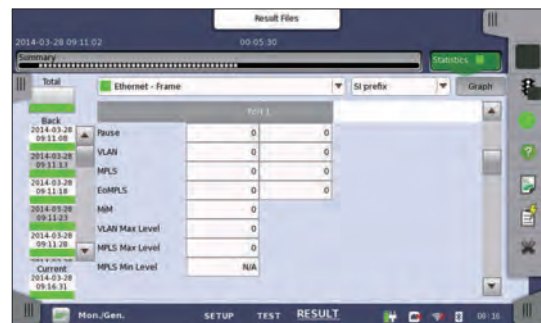 Result Files
2014-03-28 09:11:02 00:05:30
Summary Statistics
Total Ethernet - Frame SI prefix Graph
Port 1
Back
2014-03-28 09:11:08
2014-03-28 09:11:13
2014-03-28 09:11:18
2014-03-28 09:11:23
2014-03-28 09:11:28
Current
2014-03-28 09:16:31
Pause 0 0
VLAN 0 0
MPLS 0 0
EoMPLS 0 0
MiM 0
VLAN Max Level 0
MPLS Max Level 0
MPLS Min Level N/A
Mon./Gen. SETUP TEST RESULT 09:16